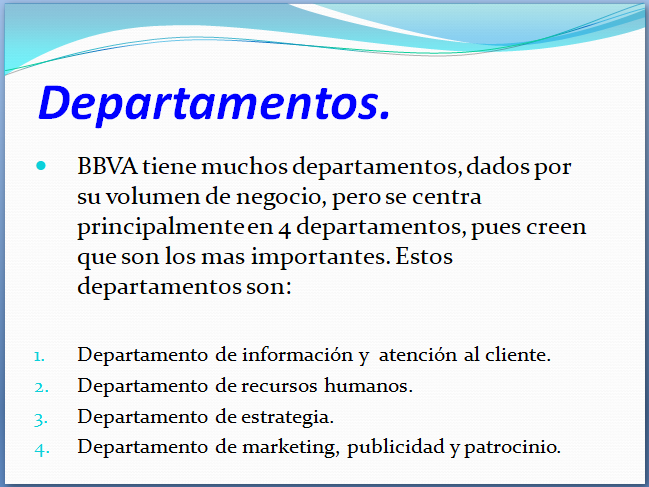 Departamentos.
BBVA tiene muchos departamentos, dados por
su volumen de negocio, pero se centra
principalmente en 4 departamentos, pues creen
que son los mas importantes. Estos
departamentos son:
1. Departamento de información y atención al cliente.
2. Departamento de recursos humanos.
3. Departamento de estrategia.
4. Departamento de marketing, publicidad y patrocinio.